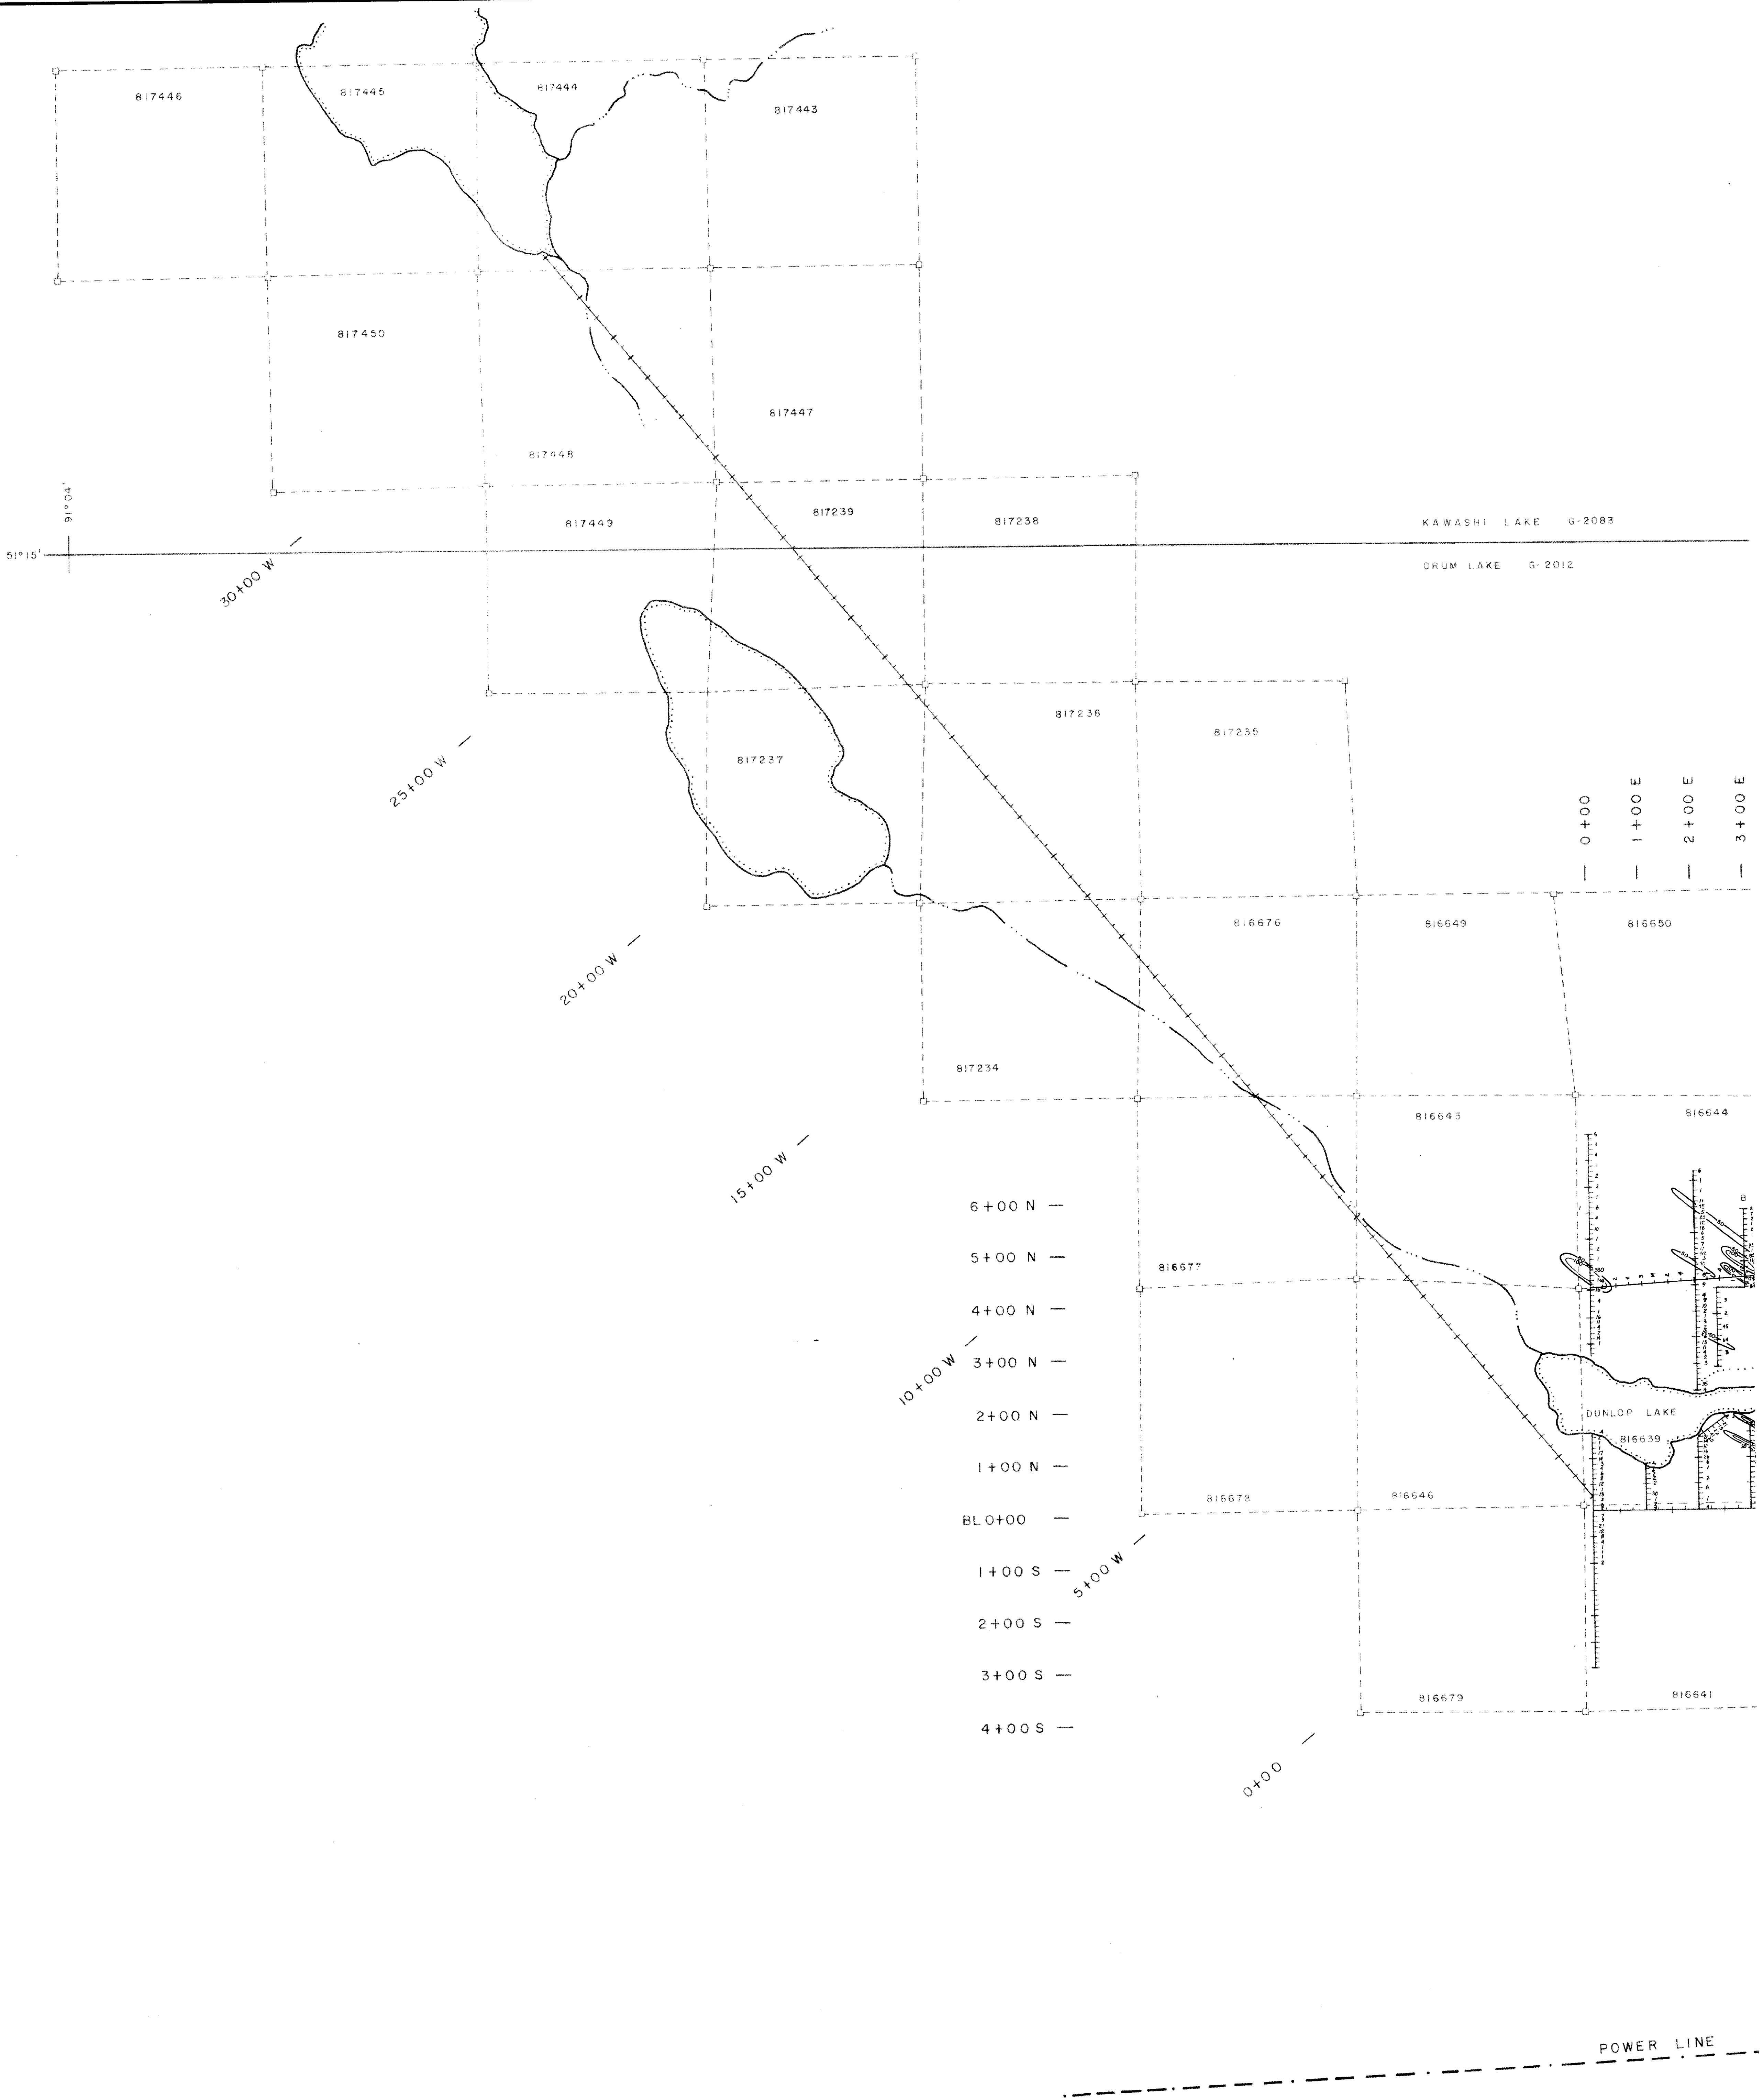 817446
817445
817444
817443
817450
817447
817448
91°04'
817449
817239
817238
KAWASHI LAKE G-2083
51°15'
DRUM LAKE G-2012
30+00 W
817236
817235
817237
25+00 W
0+00
1+00 E
2+00 E
3+00 E
816676
816649
816650
20+00 W
817234
816643
816644
15+00 W
6+00 N
5+00 N
816677
4+00 N
3+00 N
10+00 W
2+00 N
DUNLOP LAKE
816639
1+00 N
816678
816646
BL 0+00
1+00 S
5+00 W
2+00 S
3+00 S
816679
816641
4+00 S
0+00
POWER LINE